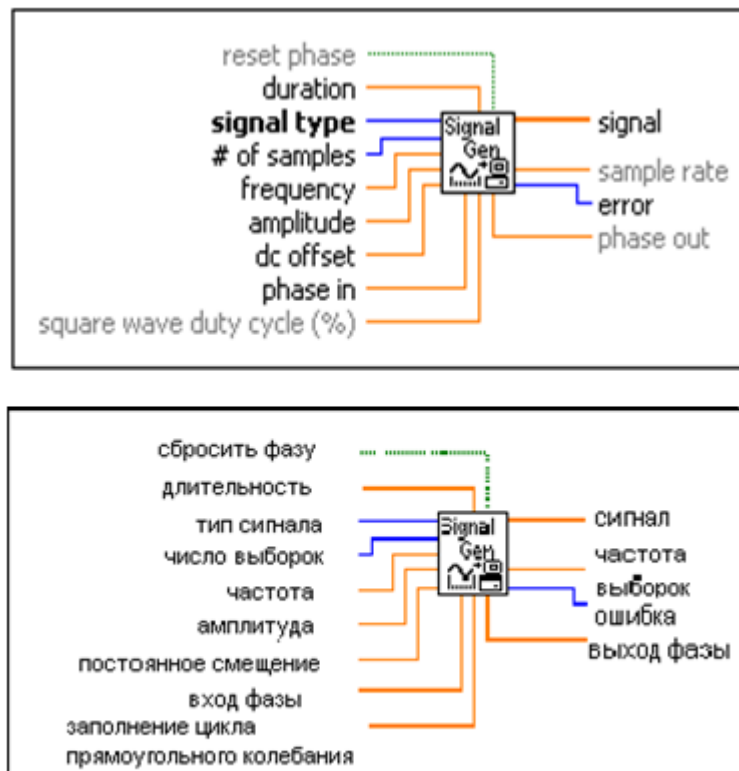 reset phase
duration
signal type
# of samples
frequency
amplitude
dc offset
phase in
square wave duty cycle (%)
Signal
Gen
signal
sample rate
error
phase out
сбросить фазу
длительность
тип сигнала
число выборок
частота
амплитуда
постоянное смещение
вход фазы
заполнение цикла
прямоугольного колебания
Signal
Gen
сигнал
частота
выборок
ошибка
выход фазы